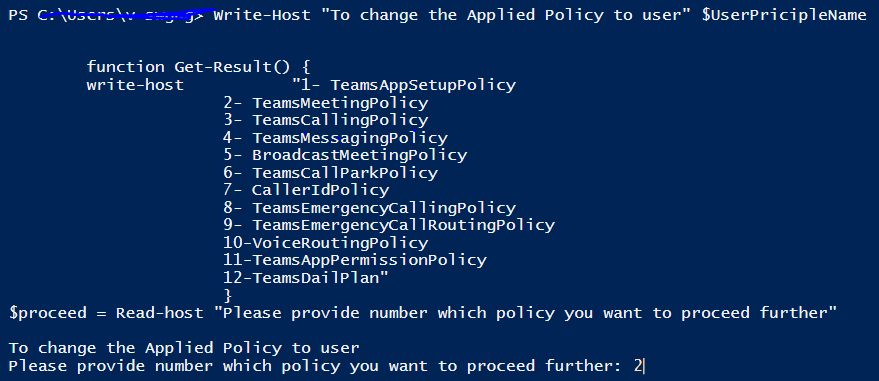 PS C:\Users\ > Write-Host "To change the Applied Policy to user" $UserPricipleName
function Get-Result() {
write-host "1- TeamsAppSetupPolicy
2- TeamsMeetingPolicy
3- TeamsCallingPolicy
4- TeamsMessagingPolicy
5- BroadcastMeetingPolicy
6- TeamsCallParkPolicy
7- CallerIdPolicy
8- TeamsEmergencyCallingPolicy
9- TeamsEmergencyCallRoutingPolicy
10-VoiceRoutingPolicy
11-TeamsAppPermissionPolicy
12-TeamsDailPlan"
}
$proceed = Read-host "Please provide number which policy you want to proceed further"
To change the Applied Policy to user
Please provide number which policy you want to proceed further: 2